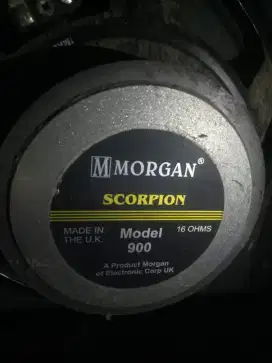 M MORGAN®
SCORPION
MADE IN THE U.K.
Model 900
16 OHMS
A Product Morgan
of Electronic Corp UK